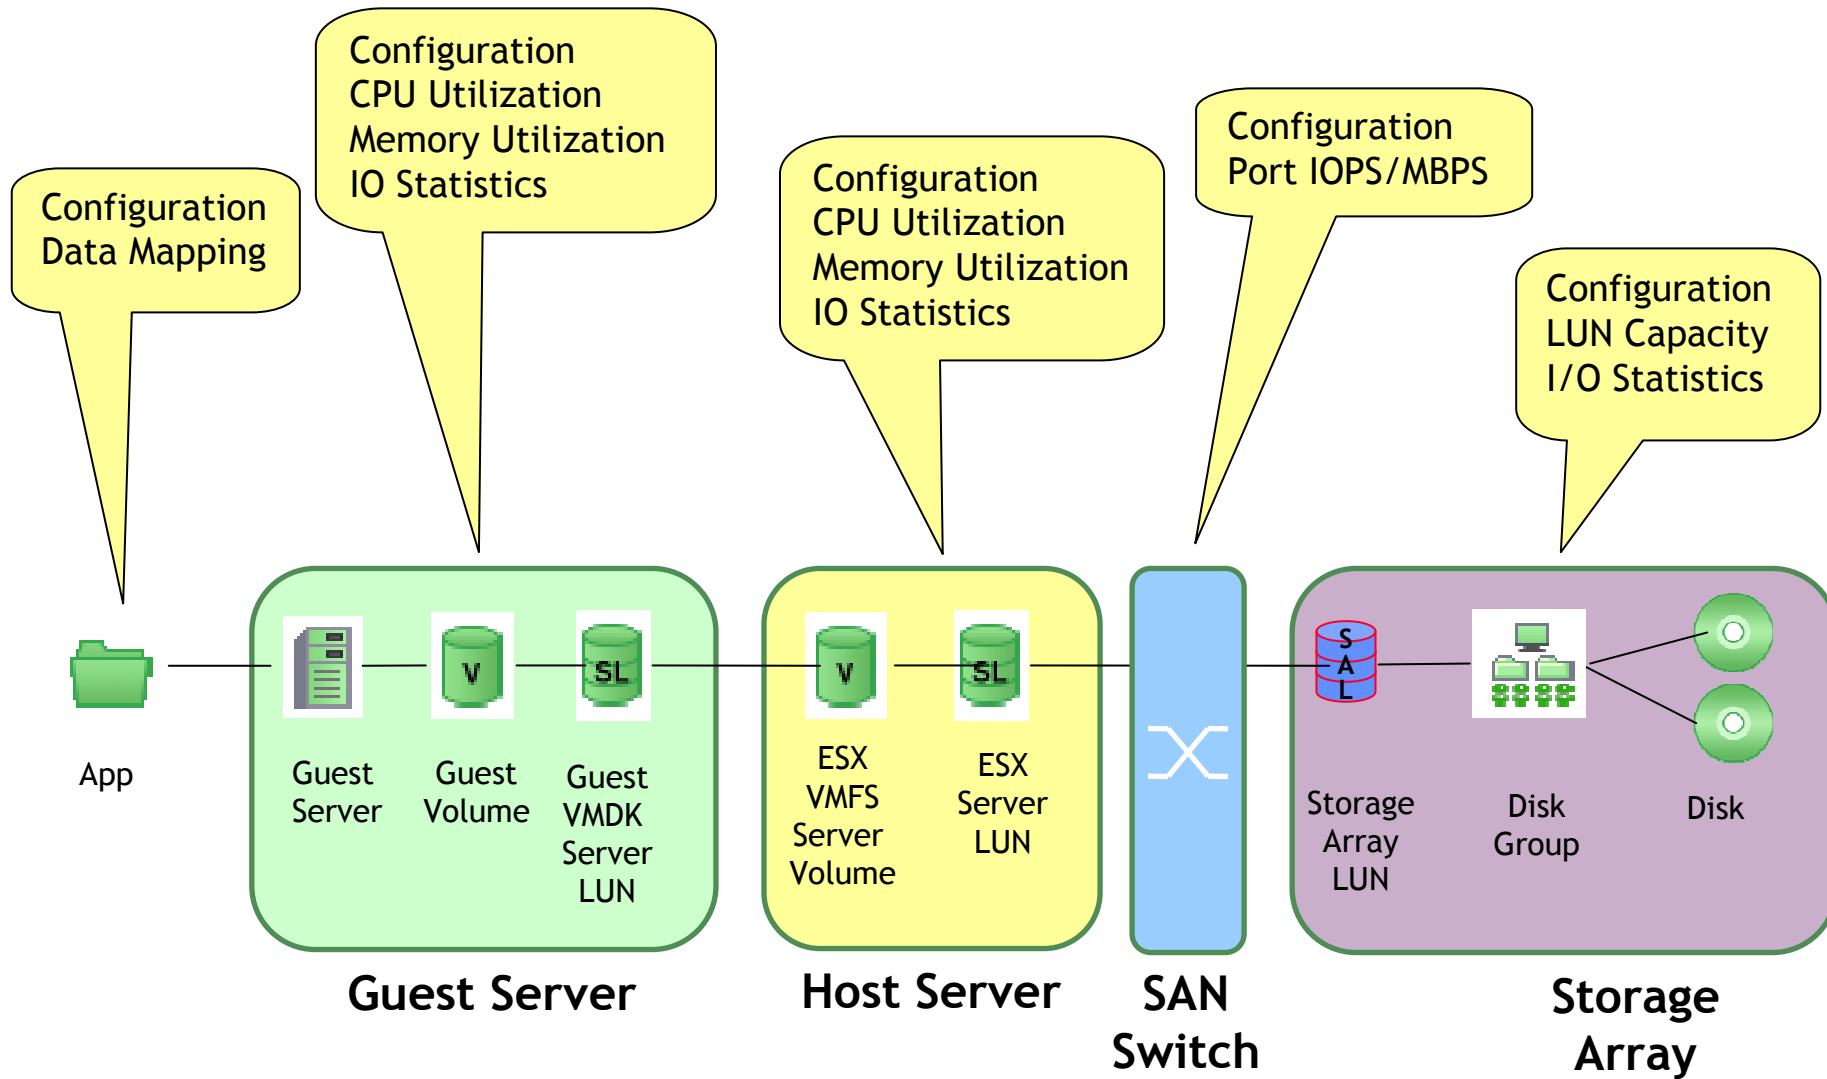 Configuration
CPU Utilization
Memory Utilization
IO Statistics
Configuration
Port IOPS/MBPS
Configuration
Data Mapping
Configuration
CPU Utilization
Memory Utilization
IO Statistics
Configuration
LUN Capacity
I/O Statistics
V
SL
V
SL
S
A
L
App
Guest
Server
Guest
Volume
Guest
VMDK
Server
LUN
ESX
VMFS
Server
Volume
ESX
Server
LUN
Storage
Array
LUN
Disk
Group
Disk
Guest Server
Host Server
SAN
Switch
Storage
Array